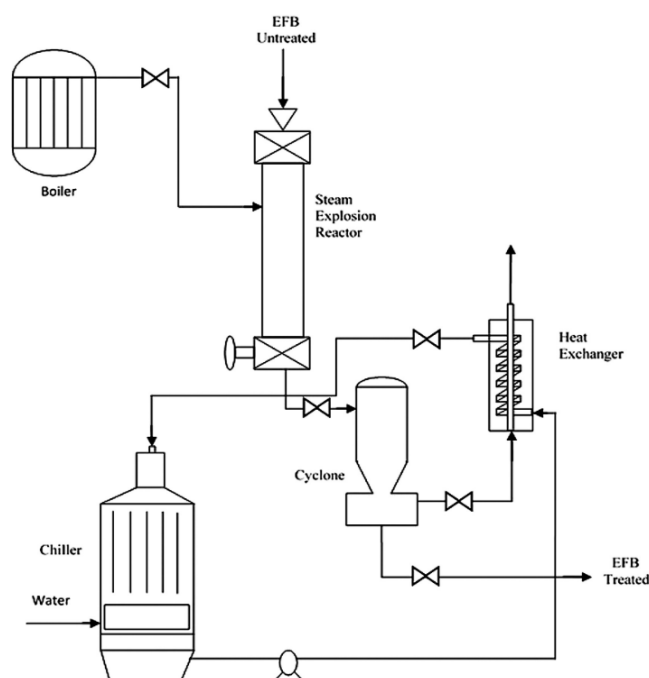 EFB
Untreated
Boiler
Steam
Explosion
Reactor
Heat
Exchanger
Cyclone
Chiller
EFB
Treated
Water